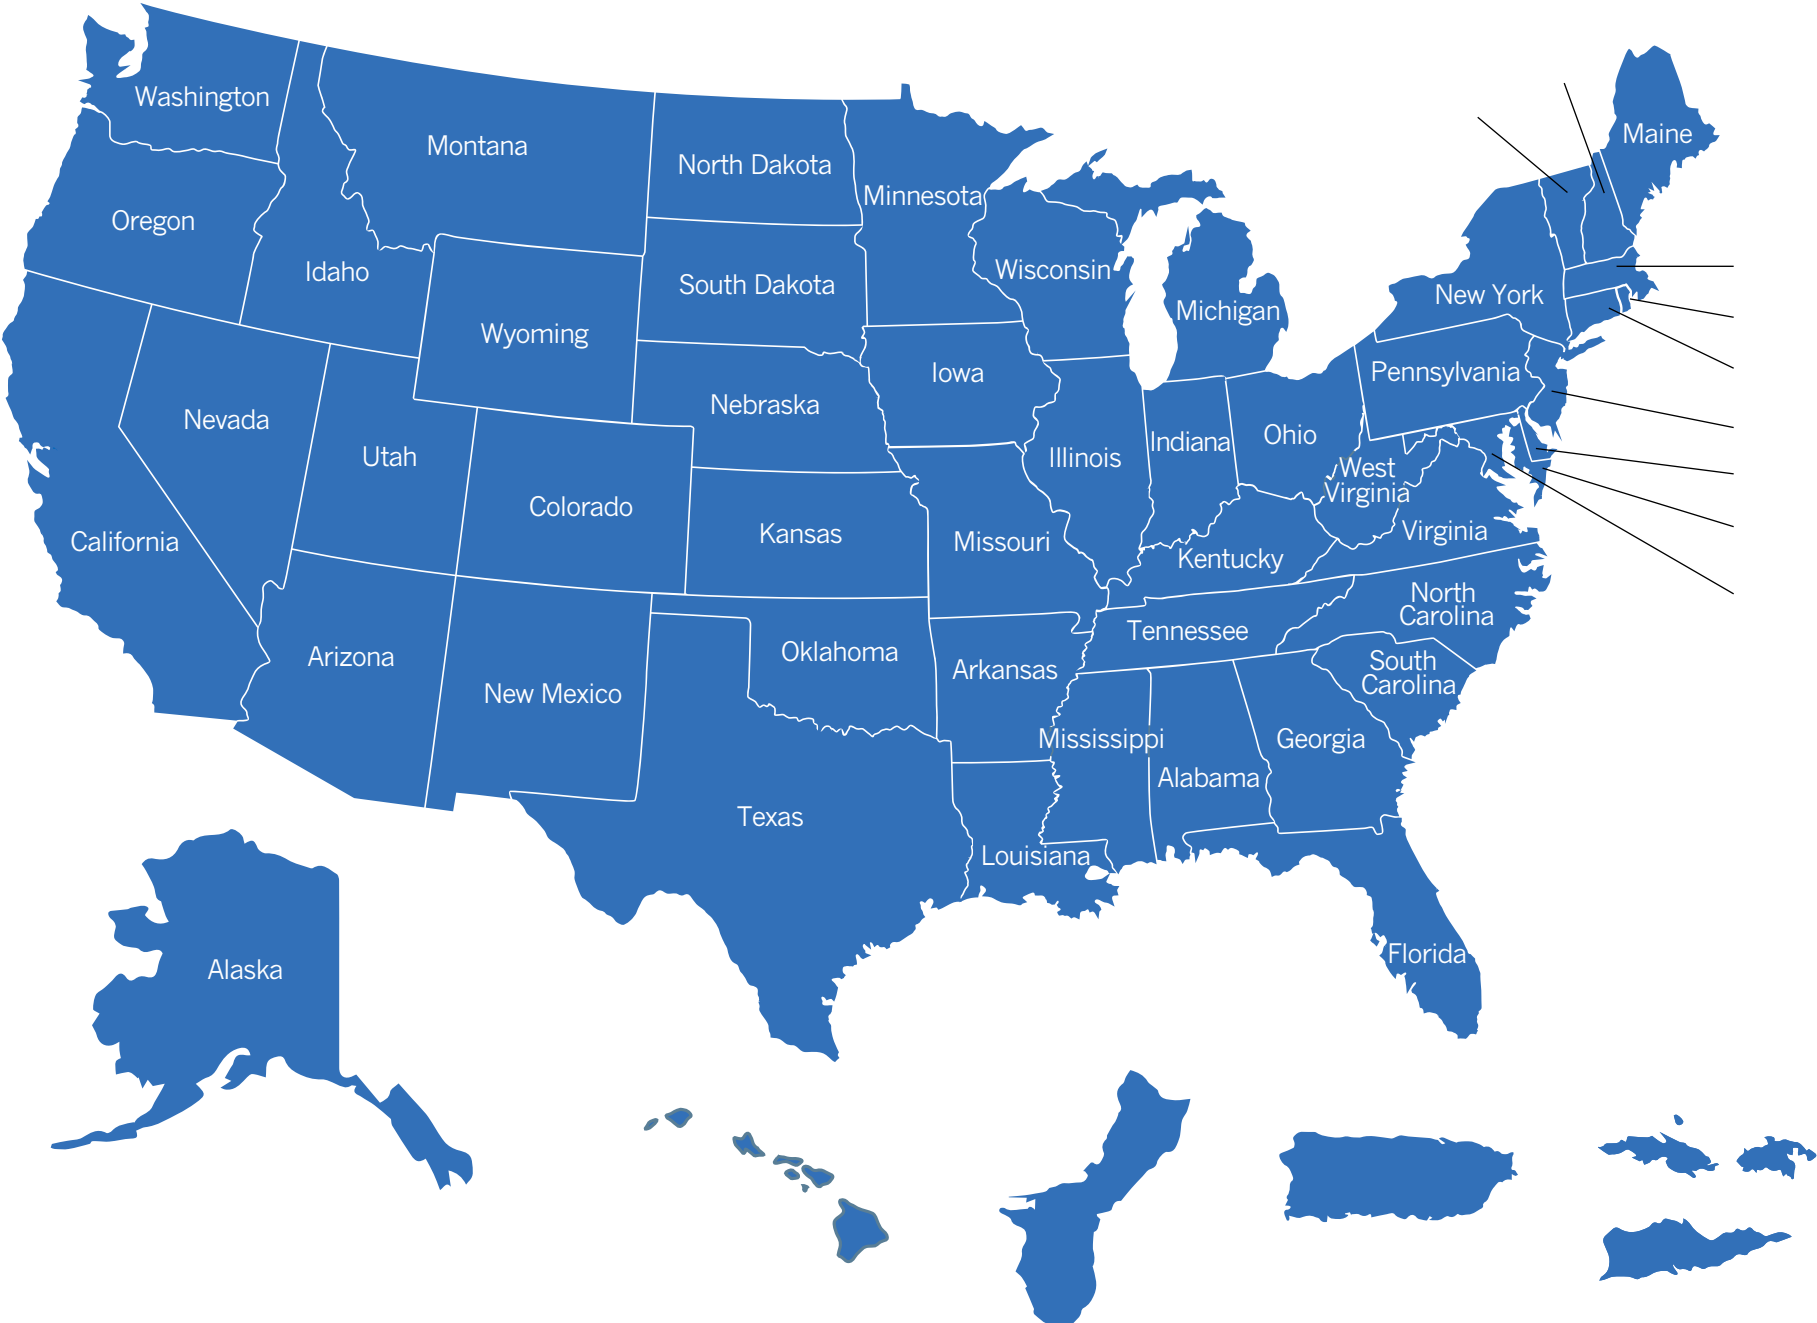 Washington
Maine
Montana
North Dakota
Minnesota
Oregon
Idaho
Wisconsin
South Dakota
New York
Michigan
Wyoming
Iowa
Pennsylvania
Nebraska
Nevada
Ohio
Indiana
Utah
Illinois
West
Virginia
Colorado
Kansas
Virginia
California
Missouri
Kentucky
North
Carolina
Tennessee
Oklahoma
Arizona
South
Carolina
Arkansas
New Mexico
Mississippi
Georgia
Alabama
Texas
Louisiana
Florida
Alaska